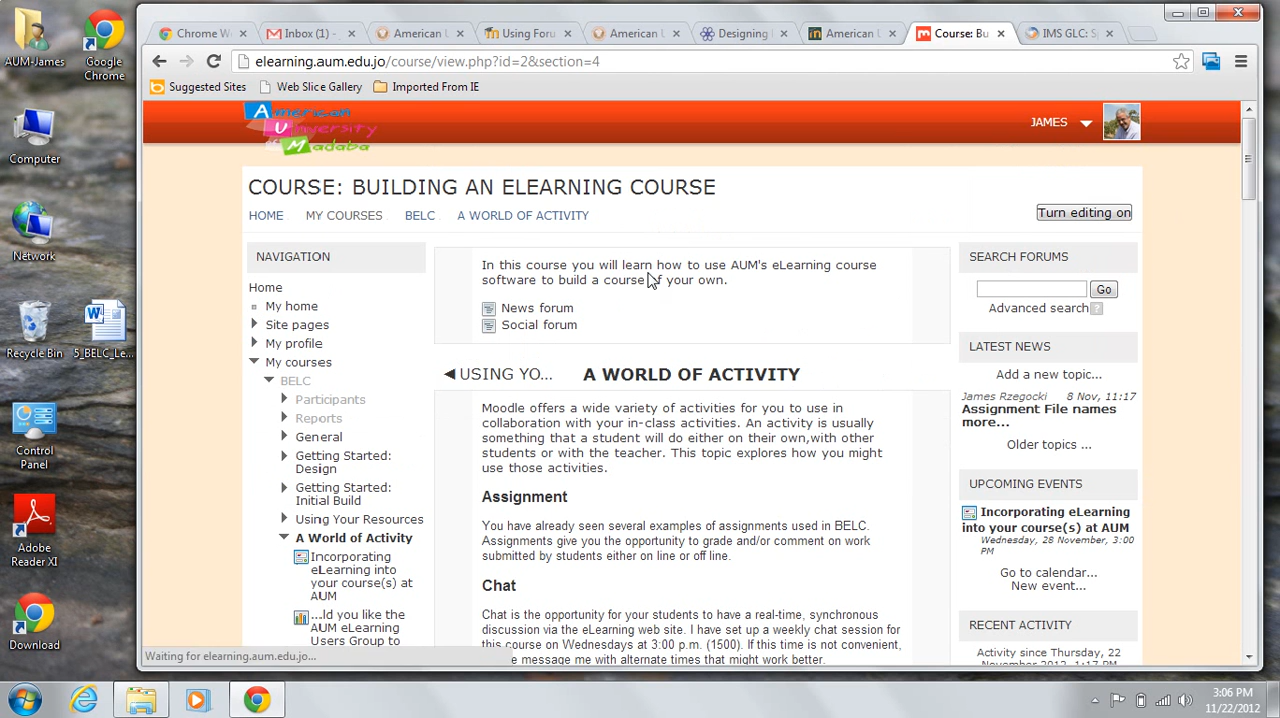 AUM-James
Google
Chrome
Computer
Network
Recycle Bin
5_BELC_Le...
Control
Panel
Adobe
Reader XI
Download
Chrome W
Inbox (1) -
American U
Using For
American U
Designing
American U
Course: Bu
IMS GLC: S
elearning.aum.edu.jo/course/view.php?id=2&section=4
Suggested Sites
Web Slice Gallery
Imported From IE
American
University
Madaba
JAMES
COURSE: BUILDING AN ELEARNING COURSE
HOME
MY COURSES
BELC
A WORLD OF ACTIVITY
Turn editing on
NAVIGATION
Home
My home
Site pages
My profile
My courses
BELC
Participants
Reports
General
Getting Started:
Design
Getting Started:
Initial Build
Using Your Resources
A World of Activity
Incorporating
eLearning into
your course(s) at
AUM
...ld you like the
AUM eLearning
Users Group to
In this course you will learn how to use AUM's eLearning course
software to build a course of your own.
News forum
Social forum
◄ USING YO...
A WORLD OF ACTIVITY
Moodle offers a wide variety of activities for you to use in
collaboration with your in-class activities. An activity is usually
something that a student will do either on their own,with other
students or with the teacher. This topic explores how you might
use those activities.
Assignment
You have already seen several examples of assignments used in BELC.
Assignments give you the opportunity to grade and/or comment on work
submitted by students either on line or off line.
Chat
Chat is the opportunity for your students to have a real-time, synchronous
discussion via the eLearning web site. I have set up a weekly chat session for
this course on Wednesdays at 3:00 p.m. (1500). If this time is not convenient,
message me with alternate times that might work better.
SEARCH FORUMS
Go
Advanced search ?
LATEST NEWS
Add a new topic...
James Rzegocki 8 Nov, 11:17
Assignment File names
more...
Older topics ...
UPCOMING EVENTS
Incorporating eLearning
into your course(s) at AUM
Wednesday, 28 November, 3:00
PM
Go to calendar...
New event...
RECENT ACTIVITY
Activity since Thursday, 22
November 2012, 1:17 PM
Waiting for elearning.aum.edu.jo...
3:06 PM
11/22/2012